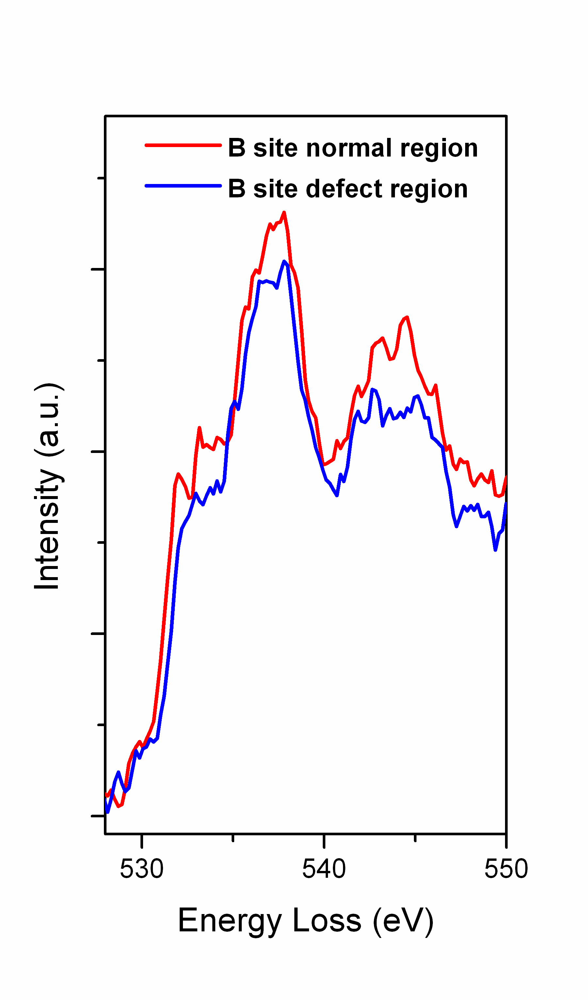 B site normal region
B site defect region
Intensity (a.u.)
530
540
550
Energy Loss (eV)